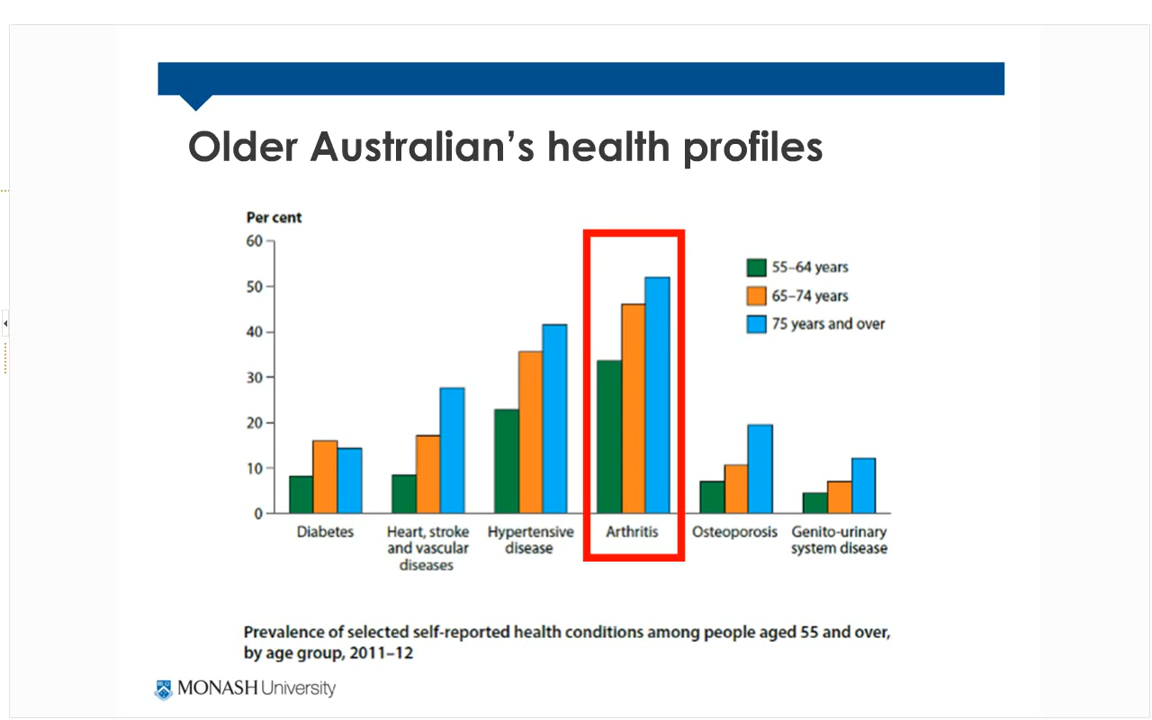 Older Australian's health profiles
Per cent
60
50
40
30
20
10
0
55–64 years
65–74 years
75 years and over
Diabetes
Heart, stroke
and vascular
diseases
Hypertensive
disease
Arthritis
Osteoporosis
Genito-urinary
system disease
Prevalence of selected self-reported health conditions among people aged 55 and over,
by age group, 2011–12
MONASH University